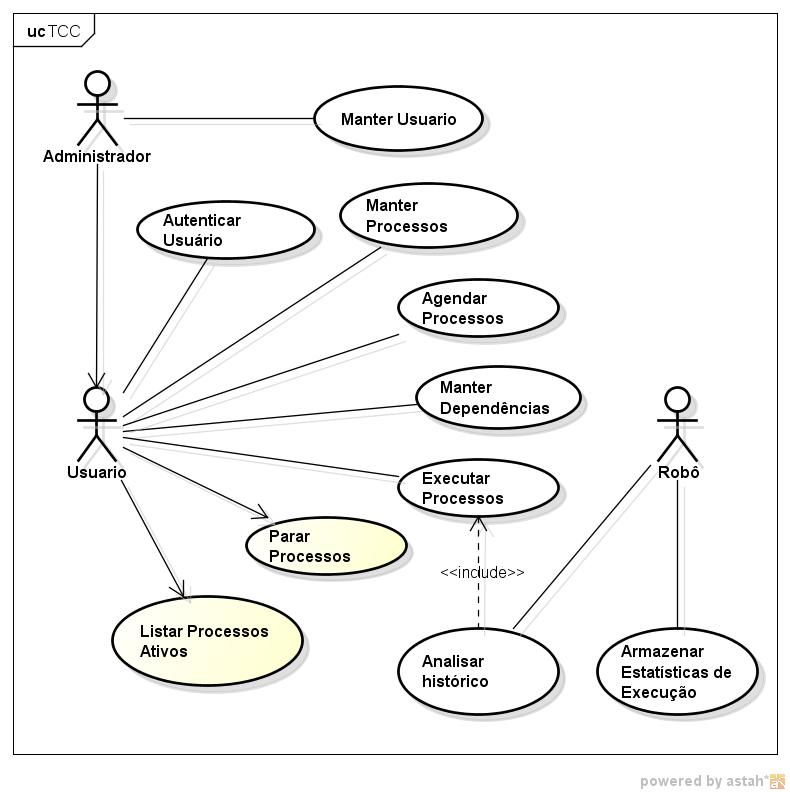 uc TCC
Administrador
Manter Usuario
Autenticar
Usuário
Manter
Processos
Agendar
Processos
Manter
Dependências
Usuario
Executar
Processos
Robô
Parar
Processos
<<include>>
Listar Processos
Ativos
Analisar
histórico
Armazenar
Estatísticas de
Execução
powered by astah*